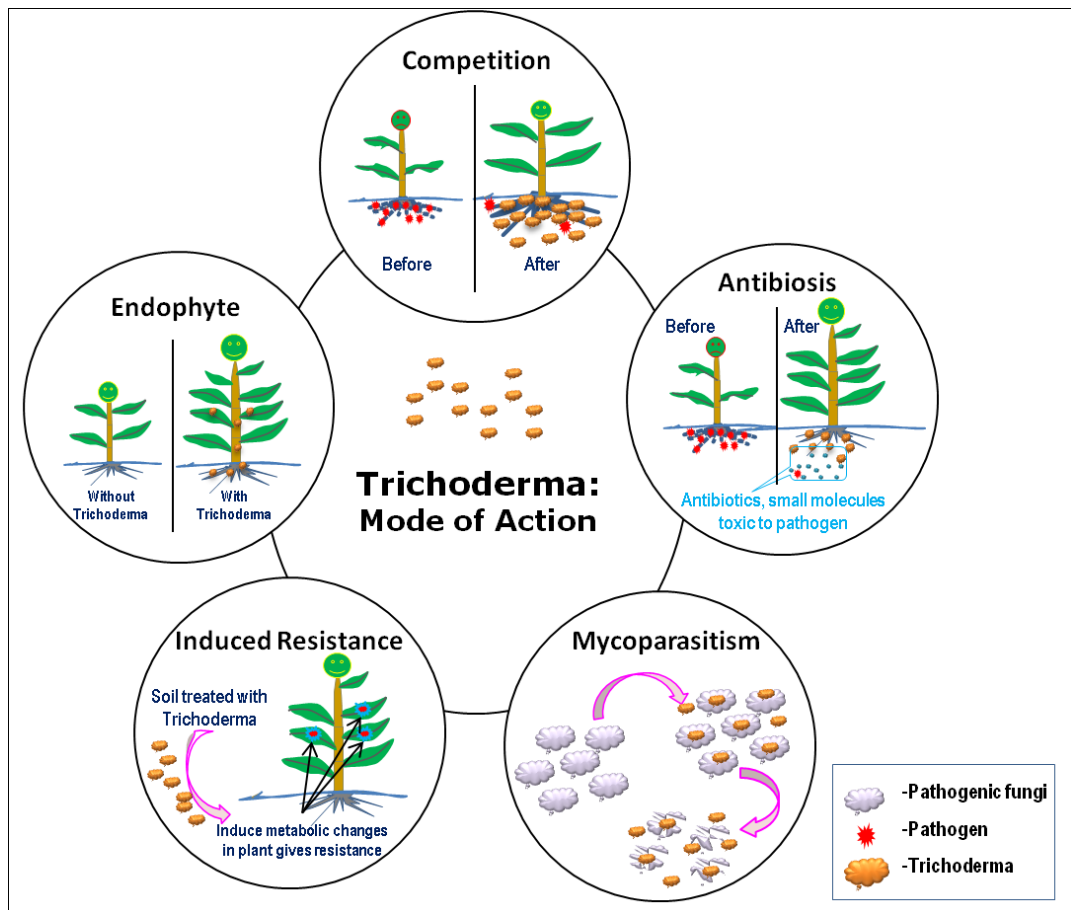 Competition
Before
After
Antibiosis
Before
After
Antibiotics, small molecules
toxic to pathogen
Endophyte
Without
Trichoderma
With
Trichoderma
Trichoderma:
Mode of Action
Induced Resistance
Soil treated with
Trichoderma
Induce metabolic changes
in plant gives resistance
Mycoparasitism
-Pathogenic fungi
-Pathogen
-Trichoderma